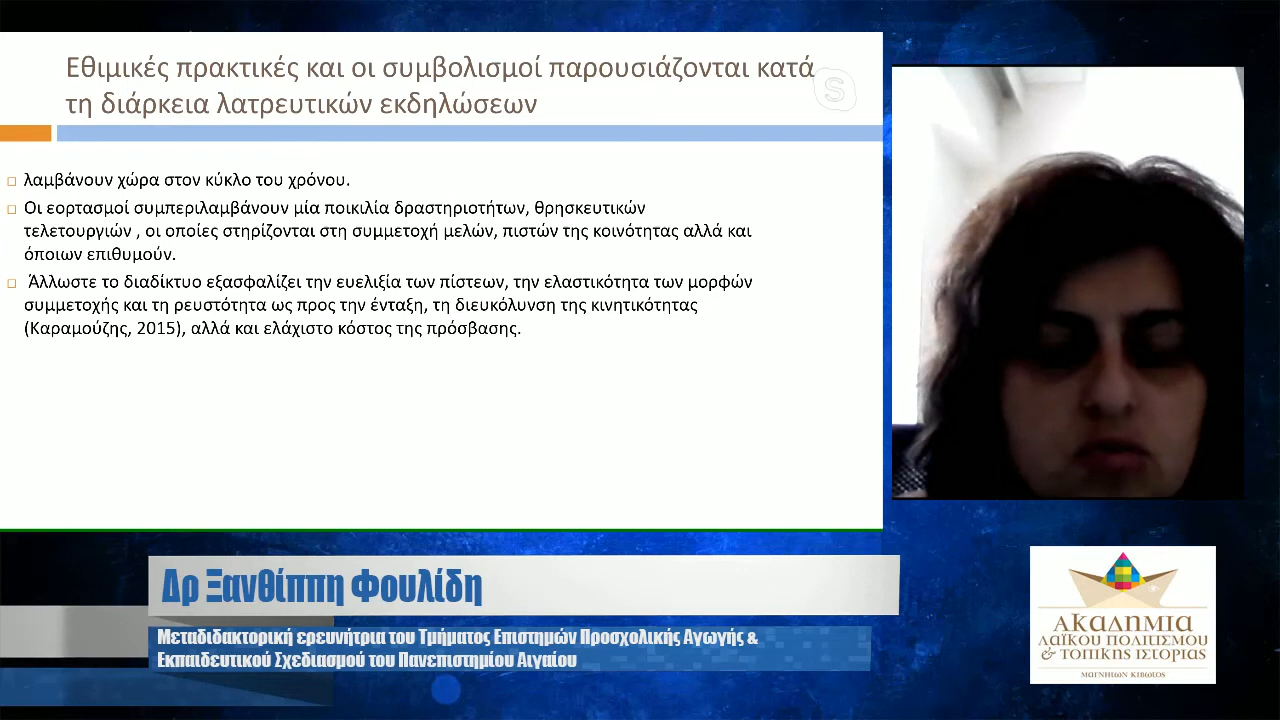 Εθιμικές πρακτικές και οι συμβολισμοί παρουσιάζονται κατά
τη διάρκεια λατρευτικών εκδηλώσεων
λαμβάνουν χώρα στον κύκλο του χρόνου.
Οι εορτασμοί συμπεριλαμβάνουν μία ποικιλία δραστηριοτήτων, θρησκευτικών
τελετουργιών , οι οποίες στηρίζονται στη συμμετοχή μελών, πιστών της κοινότητας αλλά και
όποιων επιθυμούν.
Άλλωστε το διαδίκτυο εξασφαλίζει την ευελιξία των πίστεων, την ελαστικότητα των μορφών
συμμετοχής και τη ρευστότητα ως προς την ένταξη, τη διευκόλυνση της κινητικότητας
(Καραμούζης, 2015), αλλά και ελάχιστο κόστος της πρόσβασης.
Δρ Ξανθίππη Φουλίδη
Μεταδιδακτορική ερευνήτρια του Τμήματος Επιστημών Προσχολικής Αγωγής &
Εκπαιδευτικού Σχεδιασμού του Πανεπιστημίου Αιγαίου
ΑΚΑΔΗΜΙΑ
ΛΑΪΚΟΥ ΠΟΛΙΤΙΣΜΟΥ
& ΤΟΠΙΚΗΣ ΙΣΤΟΡΙΑΣ
ΜΑΓΝΗΤΩΝ ΚΙΒΩΤΟΣ